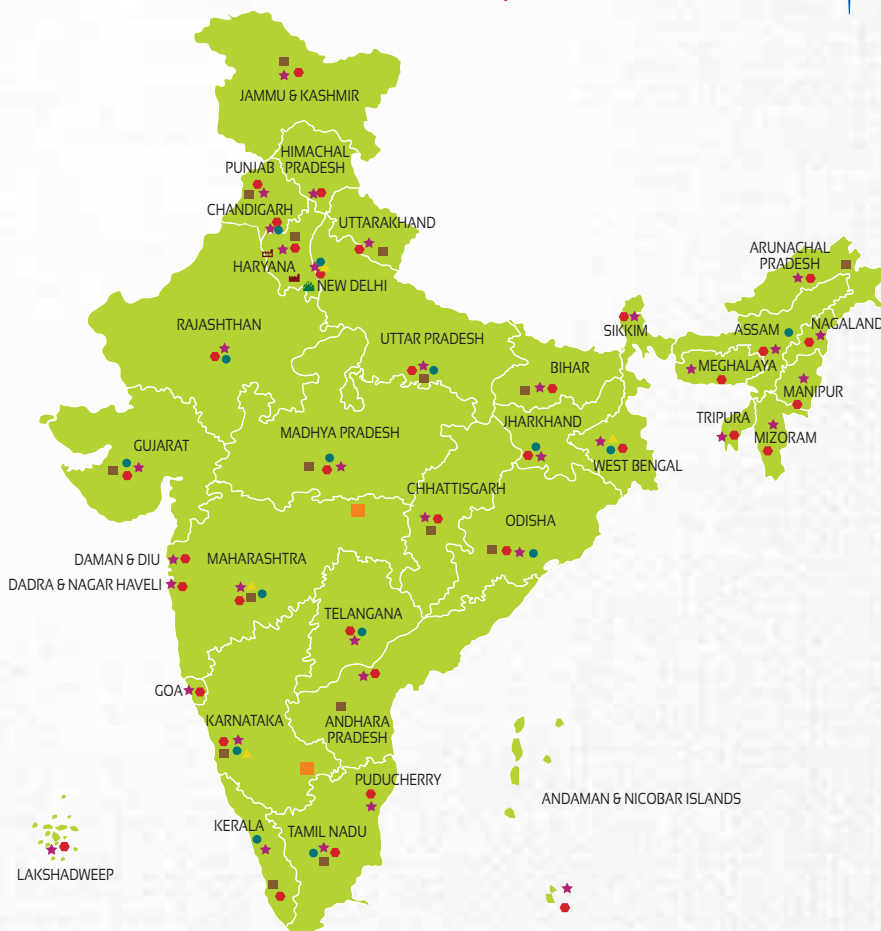 JAMMU & KASHMIR
HIMACHAL
PRADESH
PUNJAB
CHANDIGARH
UTTARAKHAND
ARUNACHAL
PRADESH
HARYANA
NEW DELHI
RAJASHTHAN
UTTAR PRADESH
SIKKIM
ASSAM
NAGALAND
BIHAR
MEGHALAYA
MANIPUR
JHARKHAND
TRIPURA
MIZORAM
GUJARAT
MADHYA PRADESH
WEST BENGAL
CHHATTISGARH
ODISHA
DAMAN & DIU
MAHARASHTRA
DADRA & NAGAR HAVELI
TELANGANA
GOA
KARNATAKA
ANDHARA
PRADESH
PUDUCHERRY
ANDAMAN & NICOBAR ISLANDS
KERALA
TAMIL NADU
LAKSHADWEEP